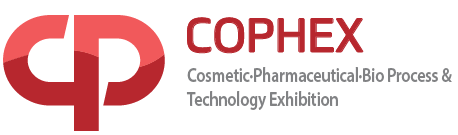 COPHEX
Cosmetic·Pharmaceutical·Bio Process &
Technology Exhibition